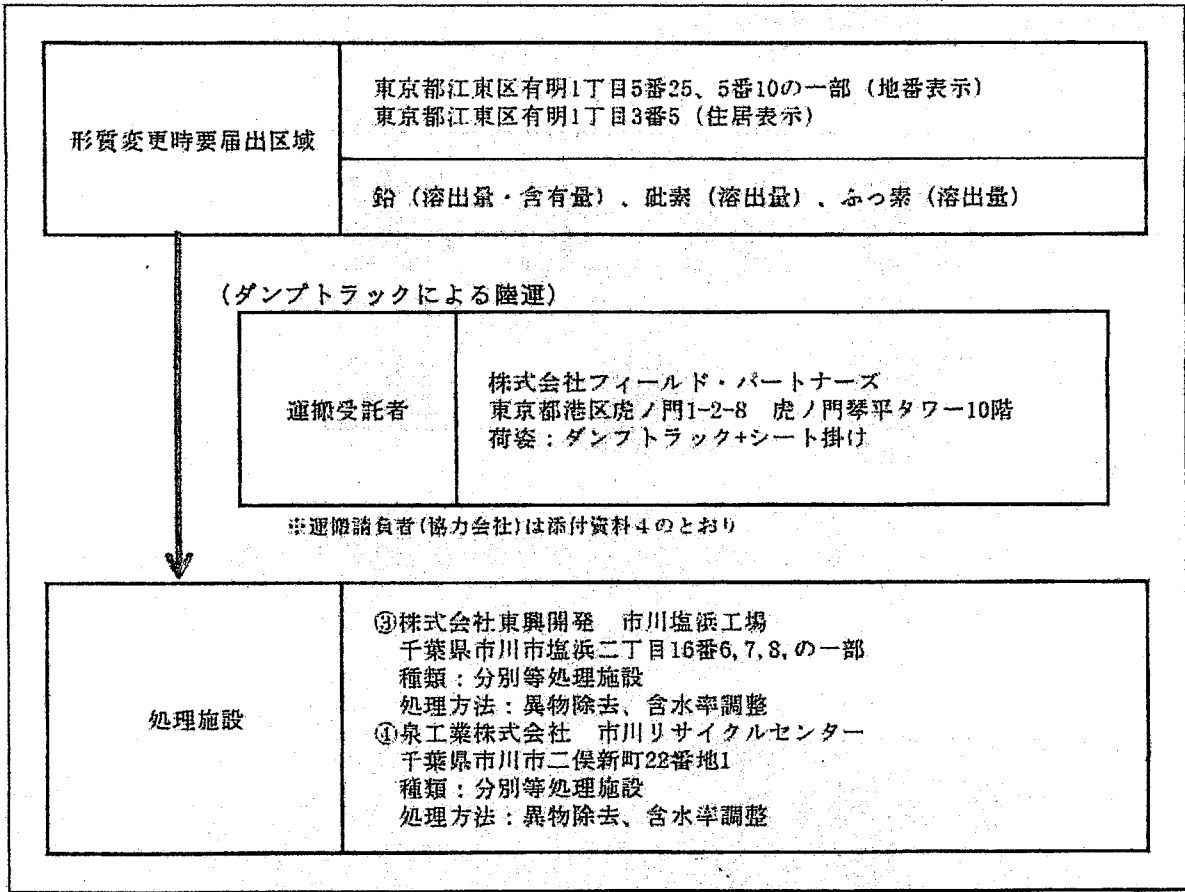 形質変更時要届出区域
東京都江東区有明1丁目5番25、5番10の一部（地番表示）
東京都江東区有明1丁目3番5（住居表示）
鉛（溶出量・含有量）、砒素（溶出量）、ふっ素（溶出量）
(ダンプトラックによる陸運)
運搬受託者
株式会社フィールド・パートナーズ
東京都港区虎ノ門1-2-8　虎ノ門琴平タワー10階
荷姿：ダンプトラック+シート掛け
※運搬請負者(協力会社)は添付資料４のとおり
処理施設
③株式会社東興開発　市川塩浜工場
千葉県市川市塩浜二丁目16番6,7,8,の一部
種類：分別等処理施設
処理方法：異物除去、含水率調整
④泉工業株式会社　市川リサイクルセンター
千葉県市川市二俣新町22番地1
種類：分別等処理施設
処理方法：異物除去、含水率調整